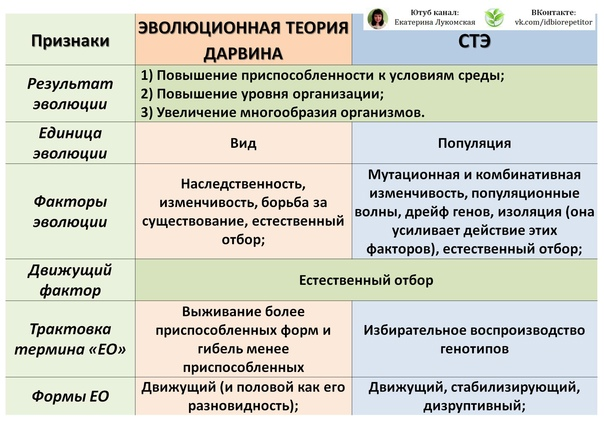 Ютуб канал:
Екатерина Лукомская
ВКонтакте:
vk.com/idbiorepetitor
Признаки
ЭВОЛЮЦИОННАЯ ТЕОРИЯ
ДАРВИНА
СТЭ
Результат
эволюции
1) Повышение приспособленности к условиям среды;
2) Повышение уровня организации;
3) Увеличение многообразия организмов.
Единица
эволюции
Вид
Популяция
Факторы
эволюции
Наследственность,
изменчивость, борьба за
существование, естественный
отбор;
Мутационная и комбинативная
изменчивость, популяционные
волны, дрейф генов, изоляция (она
усиливает действие этих
факторов), естественный отбор;
Движущий
фактор
Естественный отбор
Трактовка
термина «ЕО»
Выживание более
приспособленных форм и
гибель менее
приспособленных
Избирательное воспроизводство
генотипов
Формы ЕО
Движущий (и половой как его
разновидность);
Движущий, стабилизирующий,
дизруптивный;